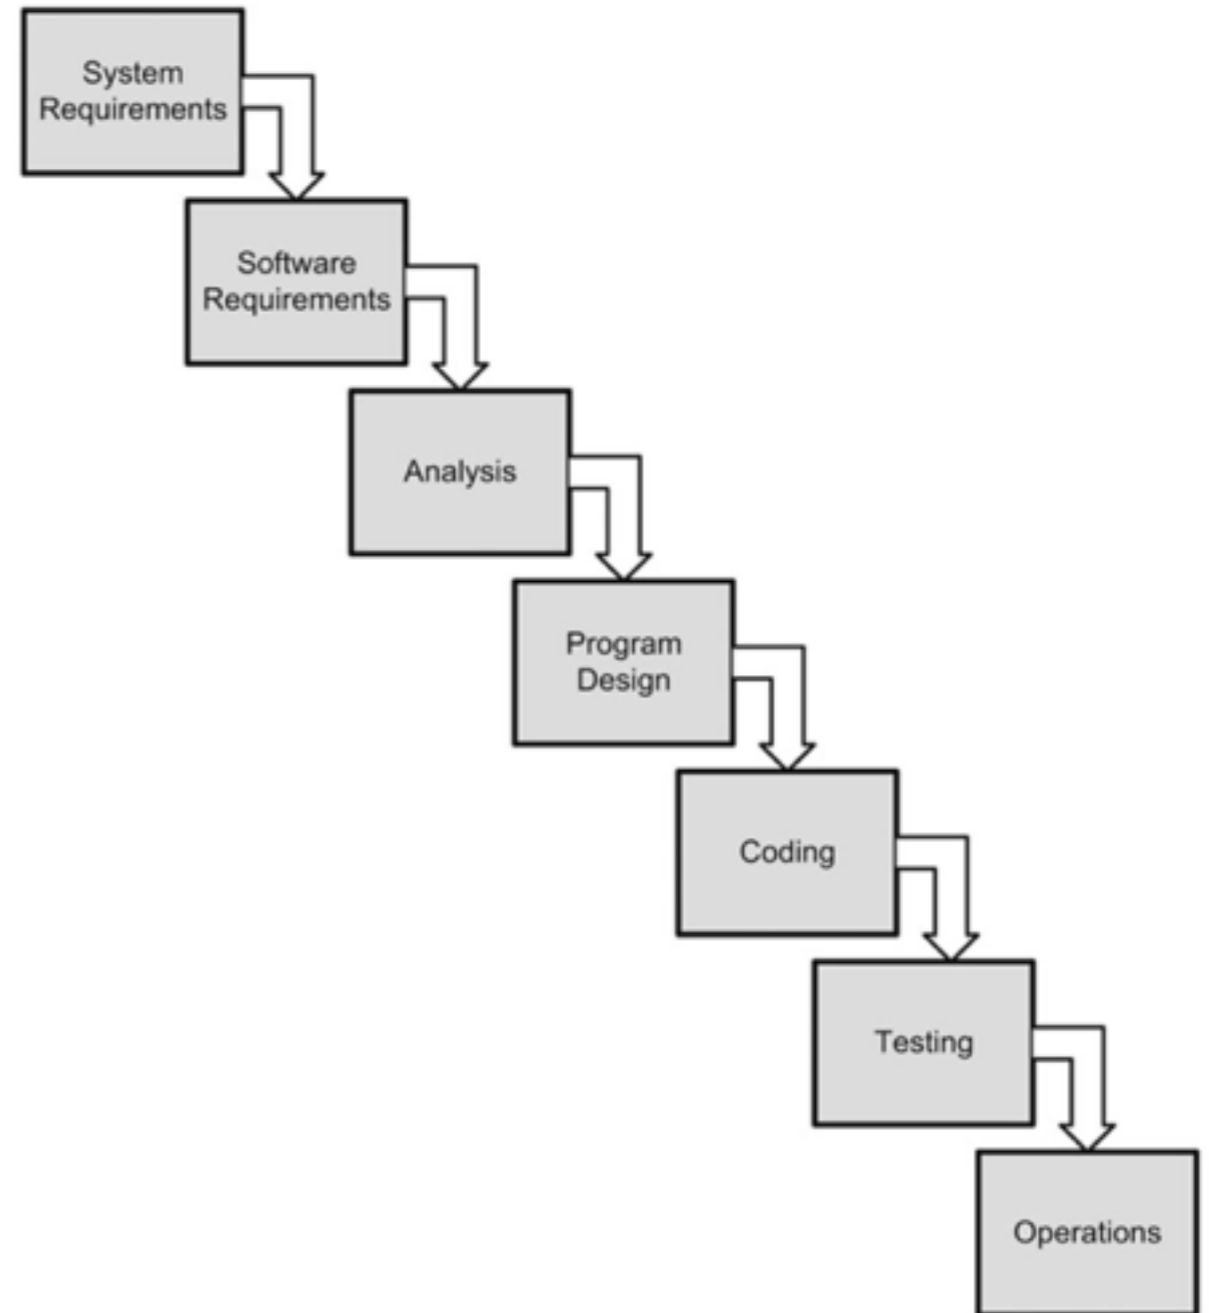 System
Requirements
Software
Requirements
Analysis
Program
Design
Coding
Testing
Operations